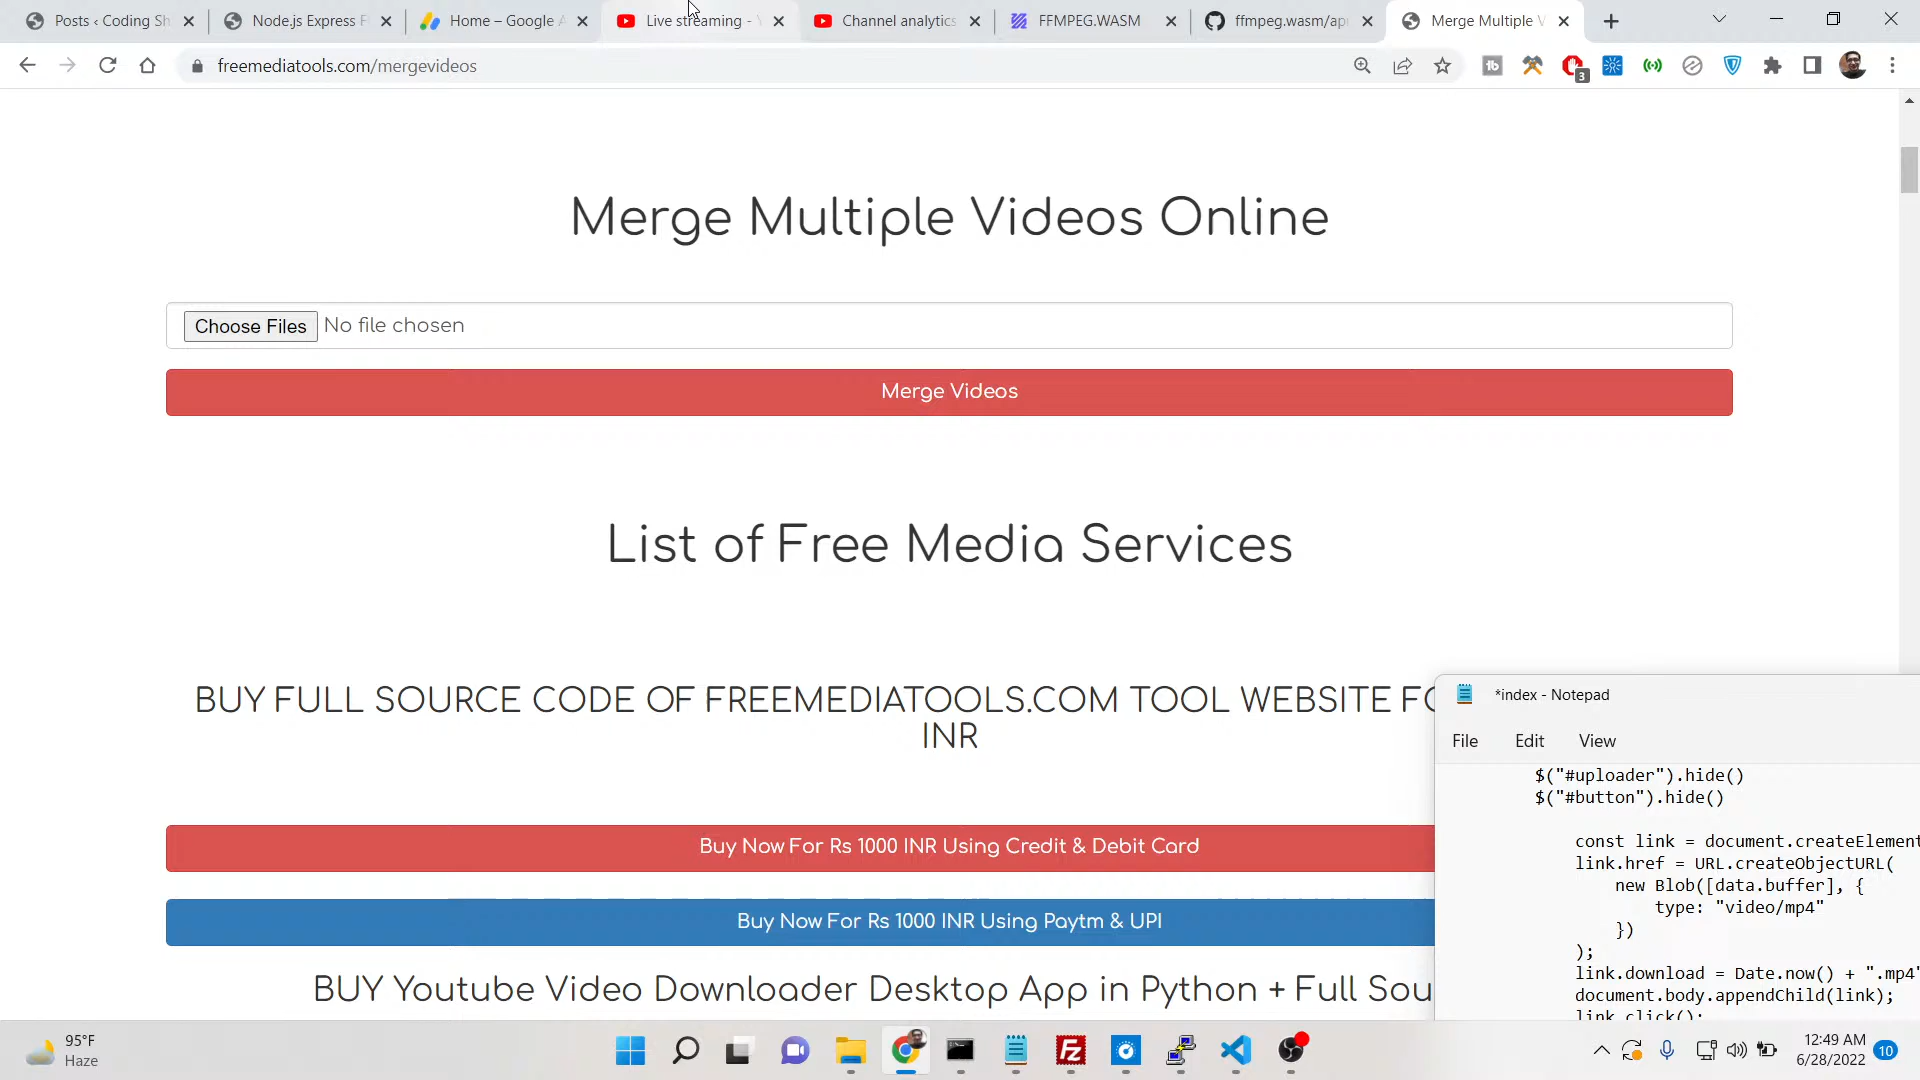 Posts ‹ Coding Sh
Node.js Express F
Home – Google A
Live streaming - Y
Channel analytics
FFMPEG.WASM
ffmpeg.wasm/api
Merge Multiple V
freemediatools.com/mergevideos
3
Merge Multiple Videos Online
Choose Files No file chosen
Merge Videos
List of Free Media Services
BUY FULL SOURCE CODE OF FREEMEDIATOOLS.COM TOOL WEBSITE FO
INR
Buy Now For Rs 1000 INR Using Credit & Debit Card
Buy Now For Rs 1000 INR Using Paytm & UPI
BUY Youtube Video Downloader Desktop App in Python + Full Sou
*index - Notepad
File Edit View
$("#uploader").hide()
$("#button").hide()
const link = document.createElement
link.href = URL.createObjectURL(
new Blob([data.buffer], {
type: "video/mp4"
})
);
link.download = Date.now() + ".mp4"
document.body.appendChild(link);
link.click();
95°F
Haze
12:49 AM
6/28/2022
10